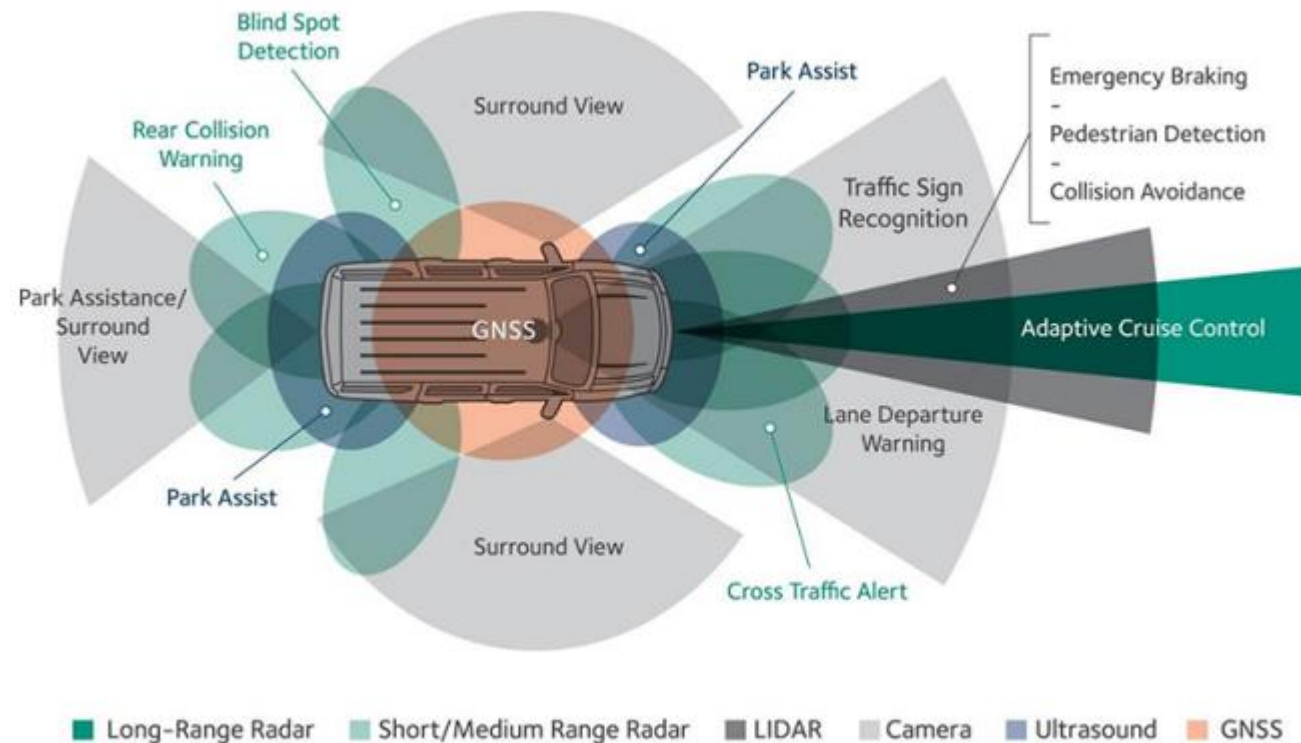 Blind Spot
Detection
Surround View
Park Assist
Emergency Braking
-
Pedestrian Detection
-
Collision Avoidance
Rear Collision
Warning
Traffic Sign
Recognition
Park Assistance/
Surround
View
GNSS
Adaptive Cruise Control
Lane Departure
Warning
Park Assist
Surround View
Cross Traffic Alert
Long-Range Radar
Short/Medium Range Radar
LIDAR
Camera
Ultrasound
GNSS